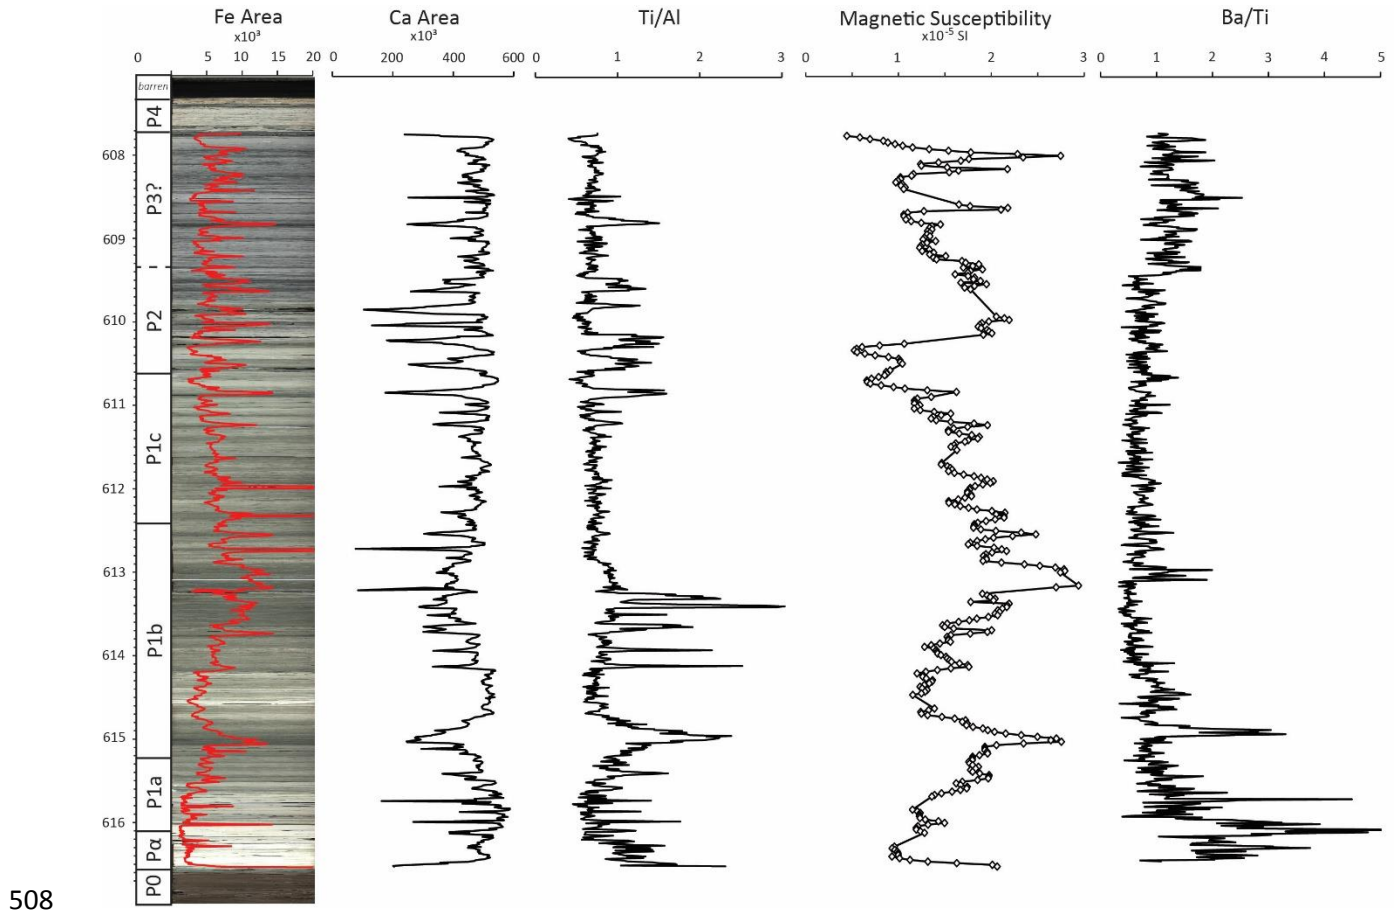 Fe Area Ca Area Ti/Al Magnetic Susceptibility Ba/Ti
x10³ x10³ x10⁻⁵ SI
0 5 10 15 20 0 200 400 600 0 1 2 3 0 1 2 3 0 1 2 3 4 5
barren
P4
608
P3?
609
P2
610
611
P1c
612
613
P1b
614
615
P1a
616
Pα
P0
508